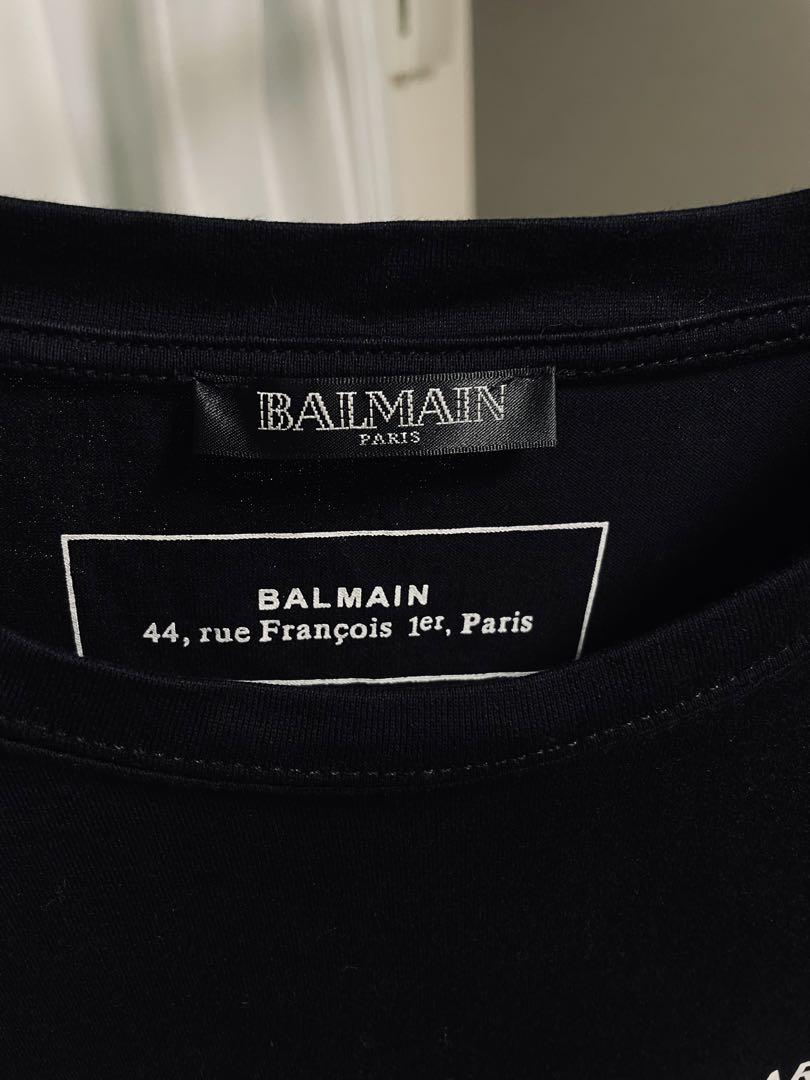 BALMAIN
PARIS
BALMAIN
44, rue François 1er, Paris